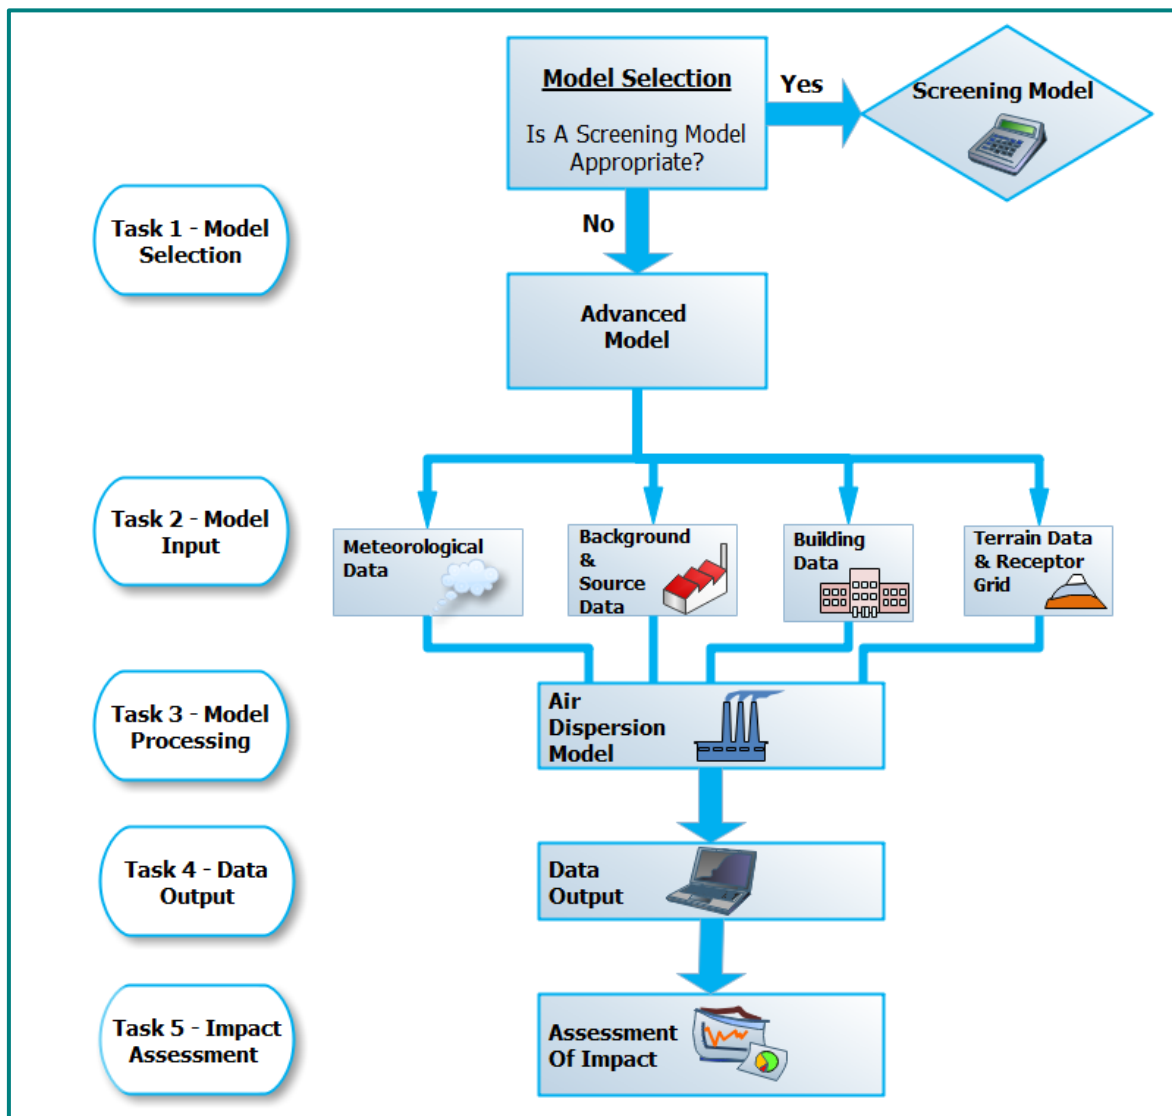 Model Selection
Is A Screening Model
Appropriate?
Yes
Screening Model
No
Task 1 - Model
Selection
Advanced
Model
Task 2 - Model
Input
Meteorological
Data
Background
&
Source
Data
Building
Data
Terrain Data
& Receptor
Grid
Task 3 - Model
Processing
Air
Dispersion
Model
Task 4 - Data
Output
Data
Output
Task 5 - Impact
Assessment
Assessment
Of Impact